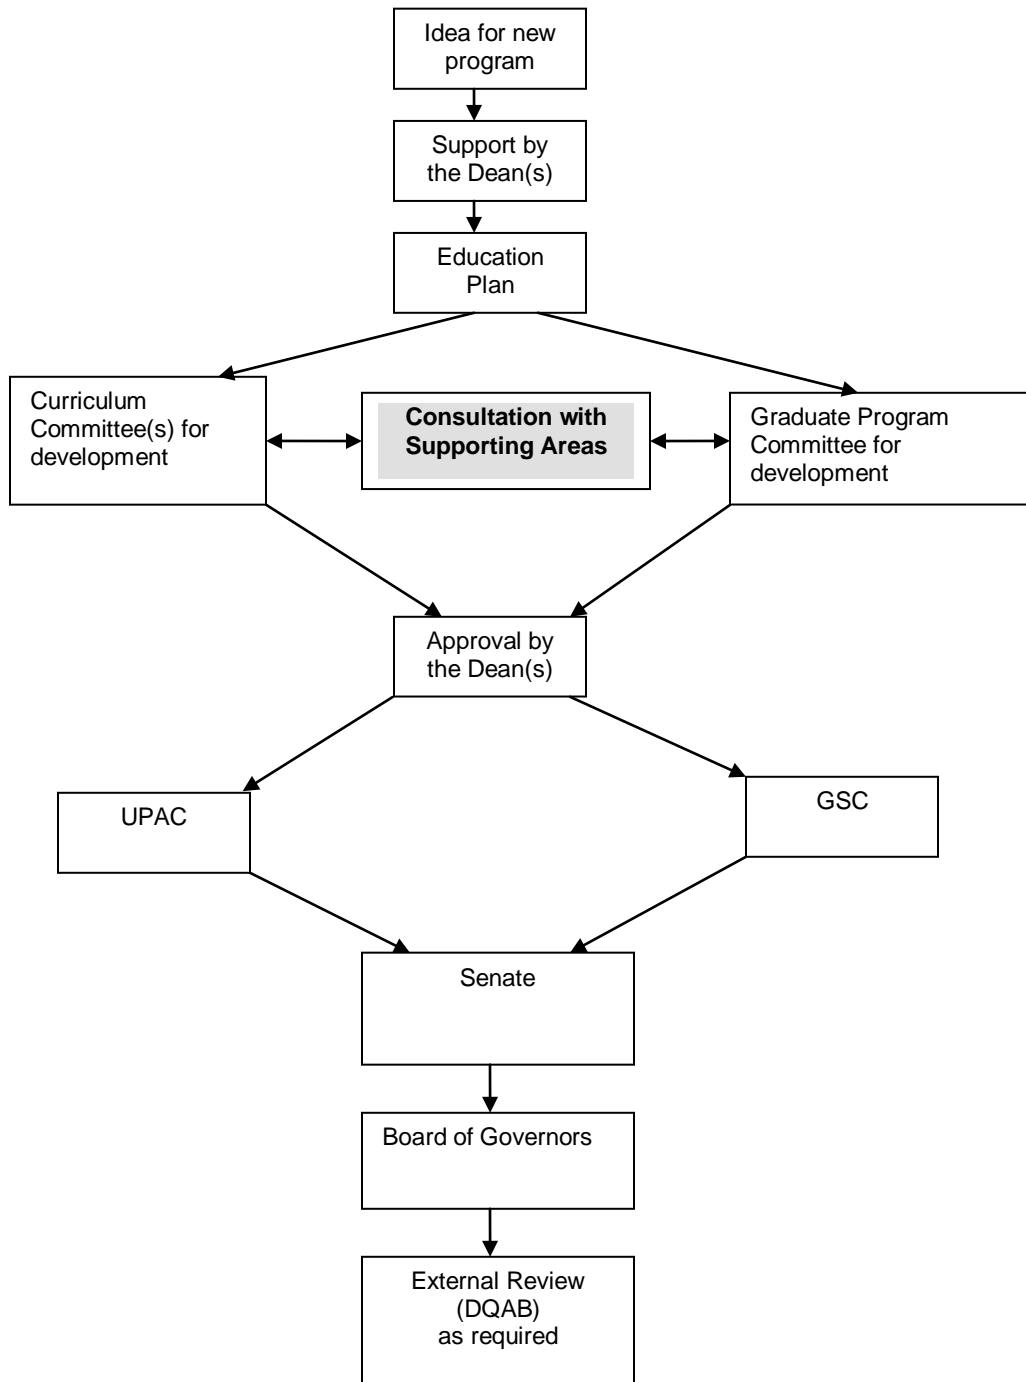 Idea for new
program
Support by
the Dean(s)
Education
Plan
Curriculum
Committee(s) for
development
Consultation with
Supporting Areas
Graduate Program
Committee for
development
Approval by
the Dean(s)
UPAC
GSC
Senate
Board of Governors
External Review
(DQAB)
as required